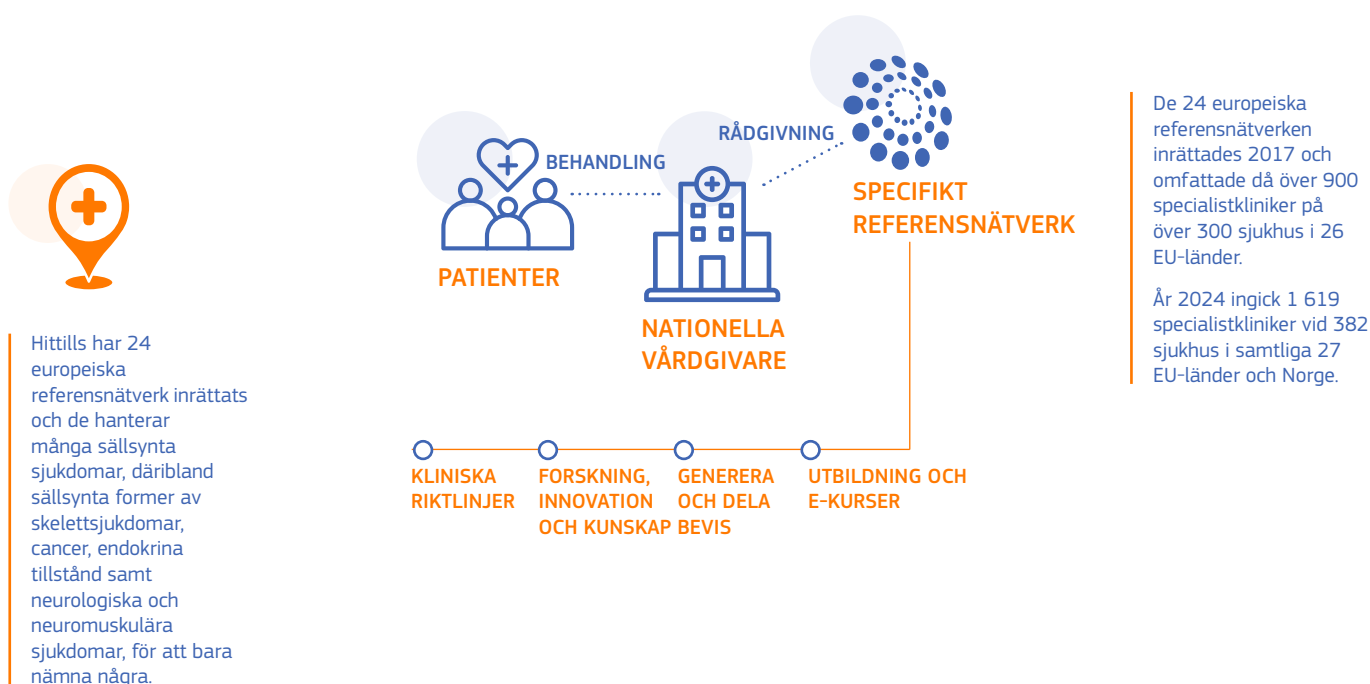 Hittills har 24
europeiska
referensnätverk inrättats
och de hanterar
många sällsynta
sjukdomar, däribland
sällsynta former av
skelettsjukdomar,
cancer, endokrina
tillstånd samt
neurologiska och
neuromuskulära
sjukdomar, för att bara
nämna några.
PATIENTER
BEHANDLING
NATIONELLA
VÅRDGIVARE
RÅDGIVNING
SPECIFIKT
REFERENSNÄTVERK
KLINISKA
RIKTLINJER
FORSKNING,
INNOVATION
OCH KUNSKAP
GENERERA
OCH DELA
BEVIS
UTBILDNING OCH
E-KURSER
De 24 europeiska
referensnätverken
inrättades 2017 och
omfattade då över 900
specialistkliniker på
över 300 sjukhus i 26
EU-länder.
År 2024 ingick 1 619
specialistkliniker vid 382
sjukhus i samtliga 27
EU-länder och Norge.